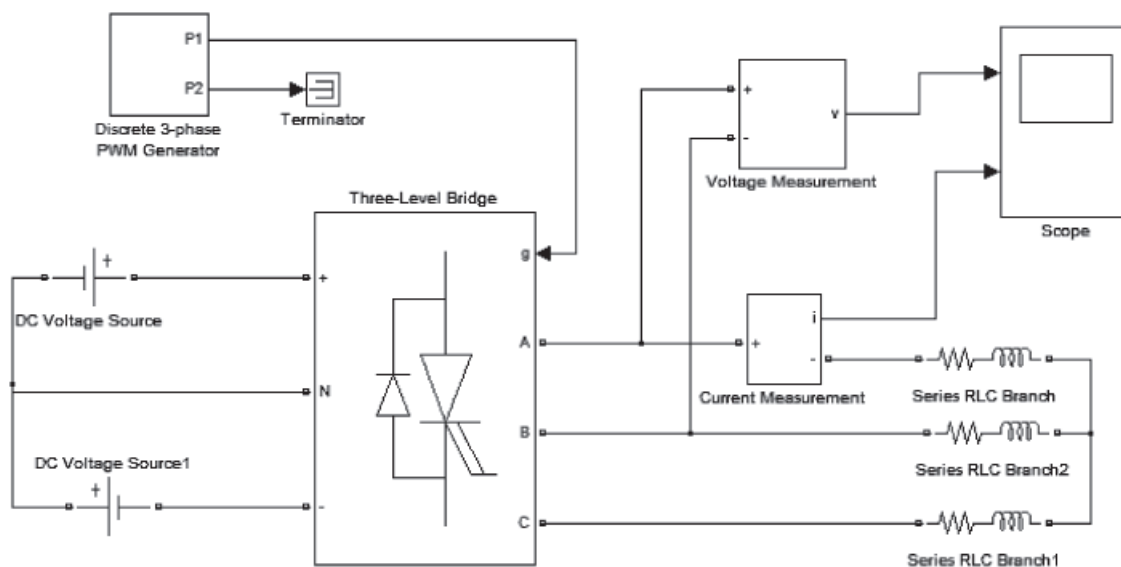 P1
P2
Discrete 3-phase
PWM Generator
Terminator
+
-
v
Voltage Measurement
Scope
Three-Level Bridge
g
+
DC Voltage Source
+
A
N
B
C
-
+
i
-
Current Measurement
Series RLC Branch
Series RLC Branch2
Series RLC Branch1
DC Voltage Source1
+